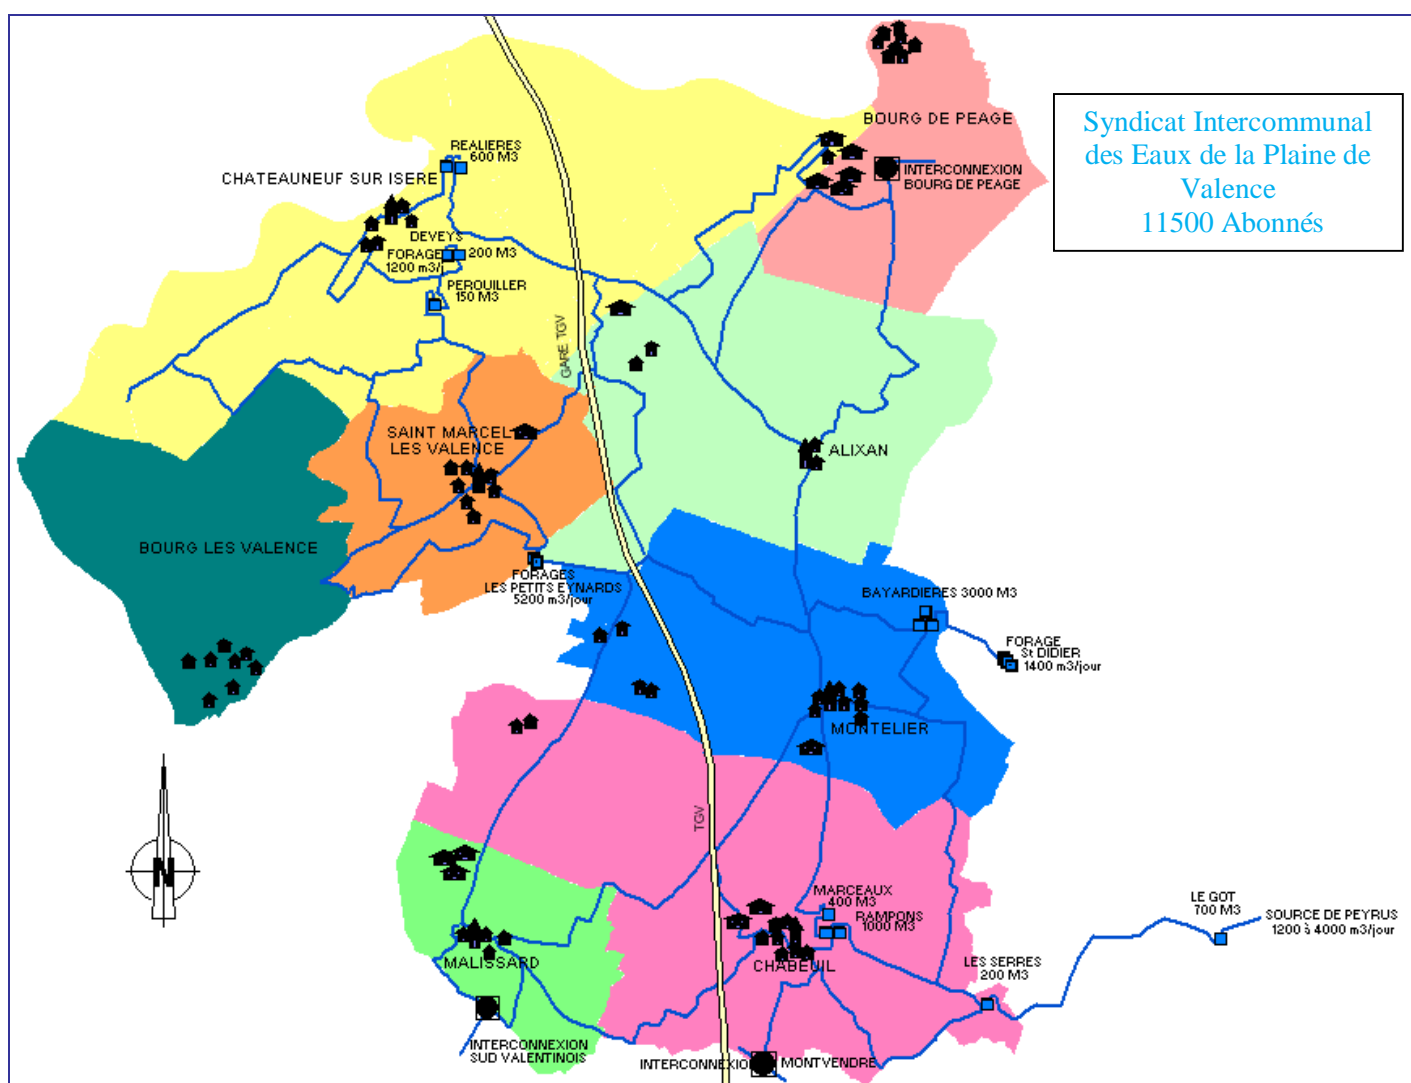 BOURG DE PEAGE
Syndicat Intercommunal
des Eaux de la Plaine de
Valence
11500 Abonnés
REALIERES
600 M3
INTERCONNEXION
BOURG DE PEAGE
CHATEAUNEUF SUR ISERE
DEVEYS
FORAGE
1200 m3/j
200 M3
PEROUILLER
150 M3
GARE TGV
SAINT MARCEL
LES VALENCE
ALIXAN
BOURG LES VALENCE
FORAGES
LES PETITS EYNARDS
5200 m3/jour
BAYARDIERES 3000 M3
FORAGE
St DIDIER
1400 m3/jour
MONTELIER
TGV
N
MARCEAUX
400 M3
RAMPONS
1000 M3
LE GOT
700 M3
SOURCE DE PEYRUS
1200 à 4000 m3/jour
MALISSARD
CHABEUIL
LES SERRES
200 M3
INTERCONNEXION
SUD VALENTINOIS
INTERCONNEXION
MONTVENDRE